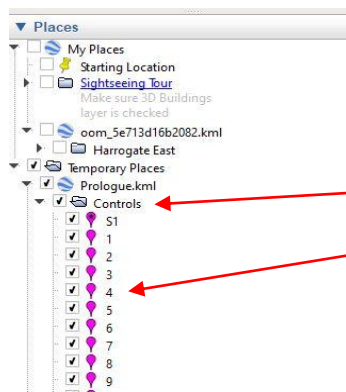 Places
My Places
Starting Location
Sightseeing Tour
Make sure 3D Buildings
layer is checked
oom_5e713d16b2082.kml
Harrogate East
Temporary Places
Prologue.kml
Controls
S1
1
2
3
4
5
6
7
8
9